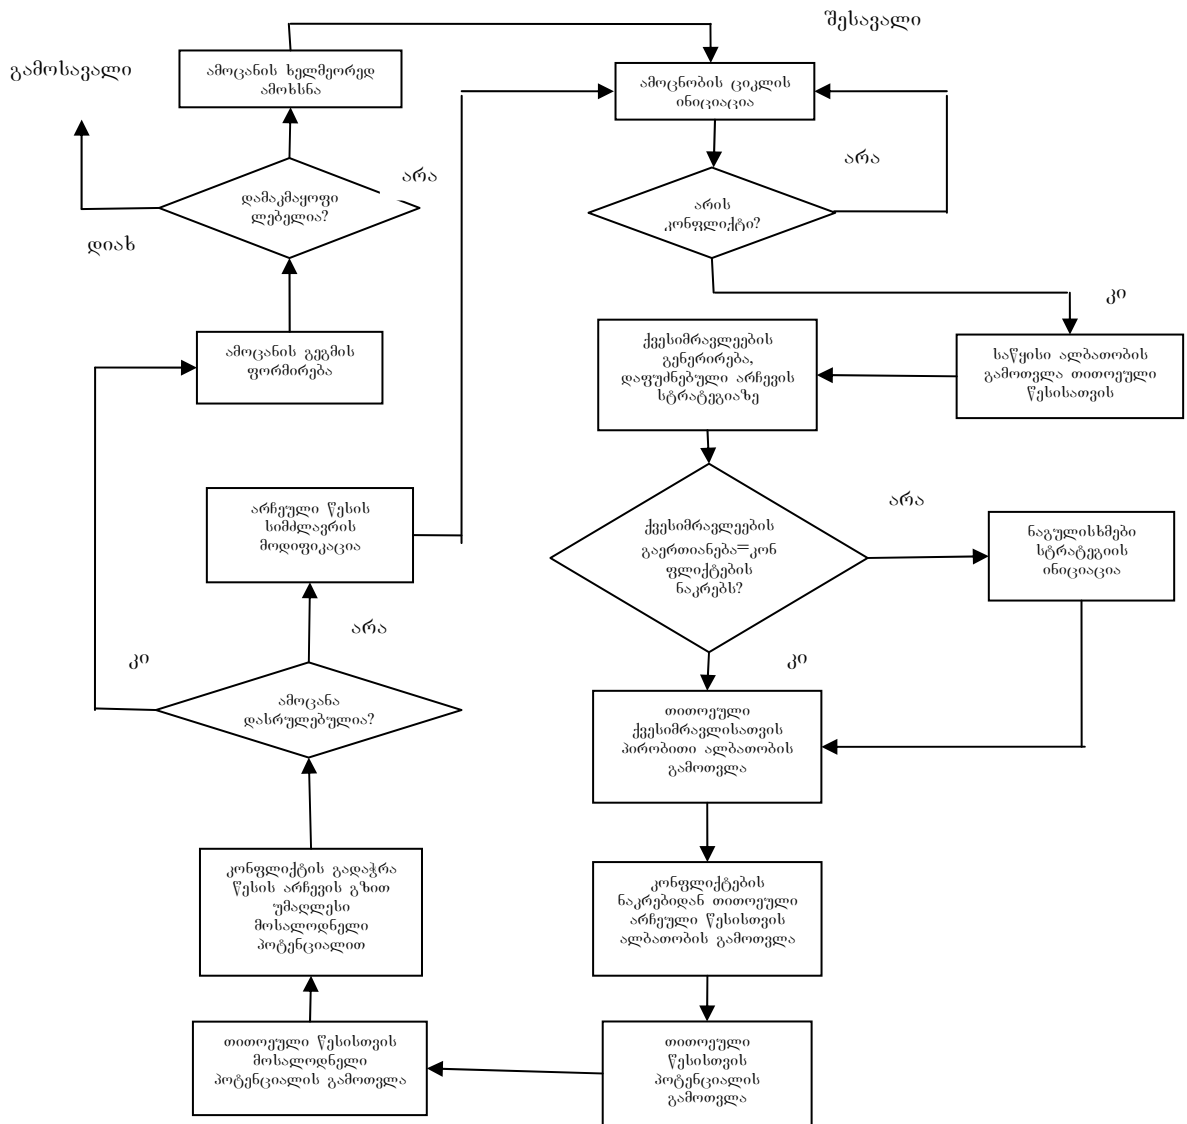 შესავალი
გამოსავალი
ამოცანის ხელმეორედ
ამოხსნა
ამოცნობის ციკლის
ინიციაცია
არა
არა
დამაკმაყოფი
ლებელია?
არის
კონფლიქტი?
დიახ
კი
ამოცანის გეგმის
ფორმირება
ქვესიმრავლეების
გენერირება,
დაფუძნებული არჩევის
სტრატეგიაზე
საწყისი ალბათობის
გამოთვლა თითოეული
წესისათვის
არჩეული წესის
სიმძლავრის
მოდიფიკაცია
ქვესიმრავლეების
გაერთიანება=კონ
ფლიქტების
ნაკრებს?
არა
ნაგულისხმები
სტრატეგიის
ინიციაცია
არა
კი
კი
ამოცანა
დასრულებულია?
თითოეული
ქვესიმრავლისათვის
პირობითი ალბათობის
გამოთვლა
კონფლიქტის გადაჭრა
წესის არჩევის გზით
უმაღლესი
მოსალოდნელი
პოტენციალით
კონფლიქტების
ნაკრებიდან თითოეული
არჩეული წესისთვის
ალბათობის გამოთვლა
თითოეული წესისთვის
მოსალოდნელი
პოტენციალის გამოთვლა
თითოეული
წესისთვის
პოტენციალის
გამოთვლა